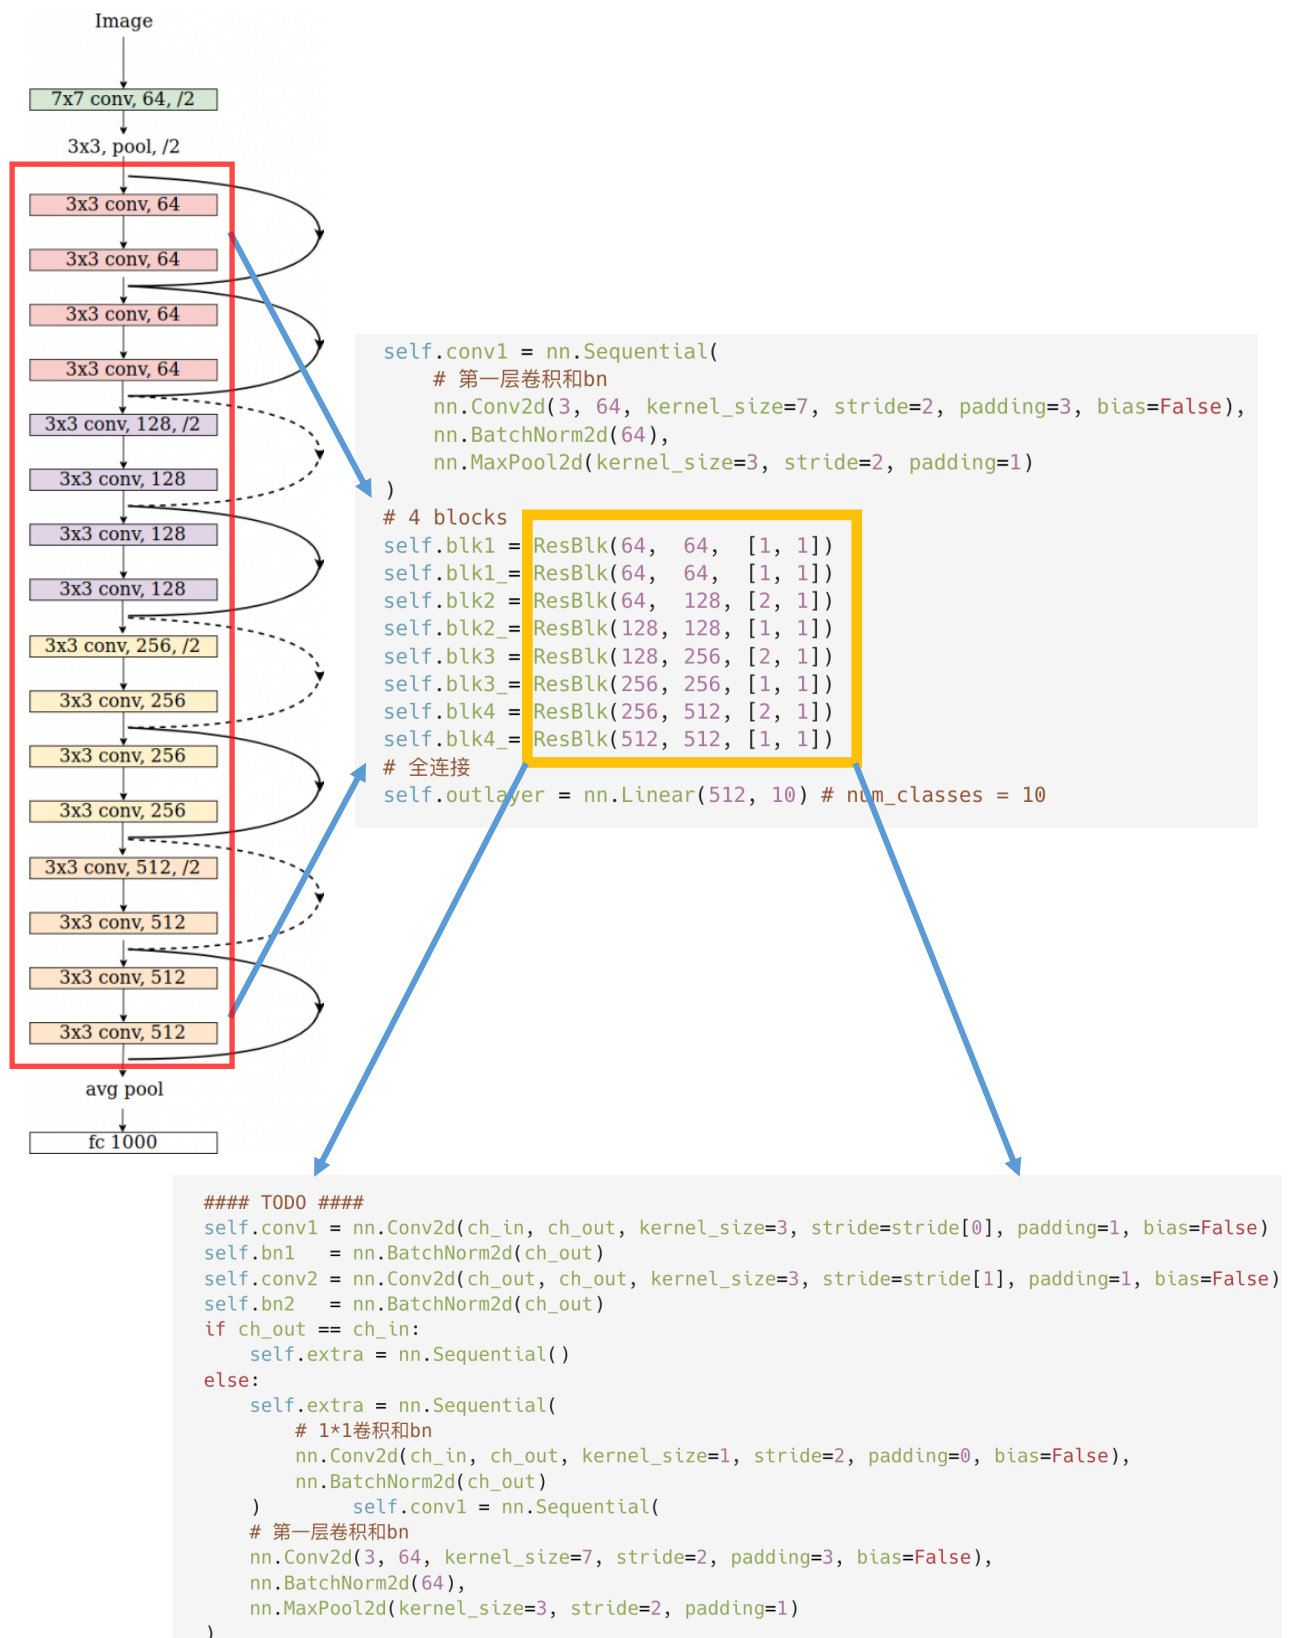 Image
7x7 conv, 64, /2
3x3, pool, /2
3x3 conv, 64
3x3 conv, 64
3x3 conv, 64
3x3 conv, 64
3x3 conv, 128, /2
3x3 conv, 128
3x3 conv, 128
3x3 conv, 128
3x3 conv, 256, /2
3x3 conv, 256
3x3 conv, 256
3x3 conv, 256
3x3 conv, 512, /2
3x3 conv, 512
3x3 conv, 512
3x3 conv, 512
avg pool
fc 1000
self.conv1 = nn.Sequential(
    # 第一层卷积和bn
    nn.Conv2d(3, 64, kernel_size=7, stride=2, padding=3, bias=False),
    nn.BatchNorm2d(64),
    nn.MaxPool2d(kernel_size=3, stride=2, padding=1)
)
# 4 blocks
self.blk1 = ResBlk(64,  64,  [1, 1])
self.blk1_= ResBlk(64,  64,  [1, 1])
self.blk2 = ResBlk(64,  128, [2, 1])
self.blk2_= ResBlk(128, 128, [1, 1])
self.blk3 = ResBlk(128, 256, [2, 1])
self.blk3_= ResBlk(256, 256, [1, 1])
self.blk4 = ResBlk(256, 512, [2, 1])
self.blk4_= ResBlk(512, 512, [1, 1])
# 全连接
self.outlayer = nn.Linear(512, 10) # num_classes = 10
#### TODO ####
self.conv1 = nn.Conv2d(ch_in, ch_out, kernel_size=3, stride=stride[0], padding=1, bias=False)
self.bn1   = nn.BatchNorm2d(ch_out)
self.conv2 = nn.Conv2d(ch_out, ch_out, kernel_size=3, stride=stride[1], padding=1, bias=False)
self.bn2   = nn.BatchNorm2d(ch_out)
if ch_out == ch_in:
    self.extra = nn.Sequential()
else:
    self.extra = nn.Sequential(
        # 1*1卷积和bn
        nn.Conv2d(ch_in, ch_out, kernel_size=1, stride=2, padding=0, bias=False),
        nn.BatchNorm2d(ch_out)
    )        self.conv1 = nn.Sequential(
    # 第一层卷积和bn
    nn.Conv2d(3, 64, kernel_size=7, stride=2, padding=3, bias=False),
    nn.BatchNorm2d(64),
    nn.MaxPool2d(kernel_size=3, stride=2, padding=1)
)